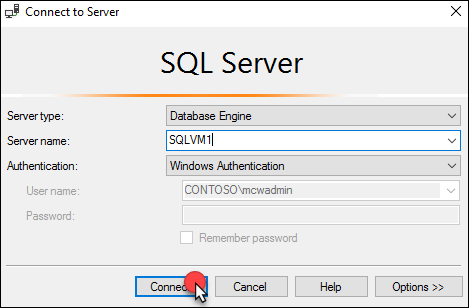 Connect to Server
SQL Server
Server type: Database Engine
Server name: SQLVM1
Authentication: Windows Authentication
User name: CONTOSO\mcwadmin
Password:
Remember password
Connect Cancel Help Options >>